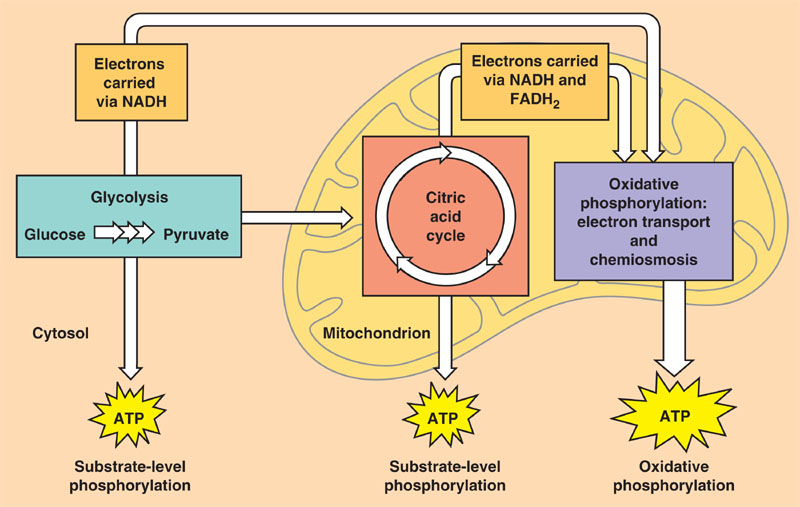 Electrons
carried
via NADH
Electrons carried
via NADH and
FADH₂
Glycolysis
Glucose
Pyruvate
Citric
acid
cycle
Oxidative
phosphorylation:
electron transport
and
chemiosmosis
Cytosol
Mitochondrion
ATP
ATP
ATP
Substrate-level
phosphorylation
Substrate-level
phosphorylation
Oxidative
phosphorylation